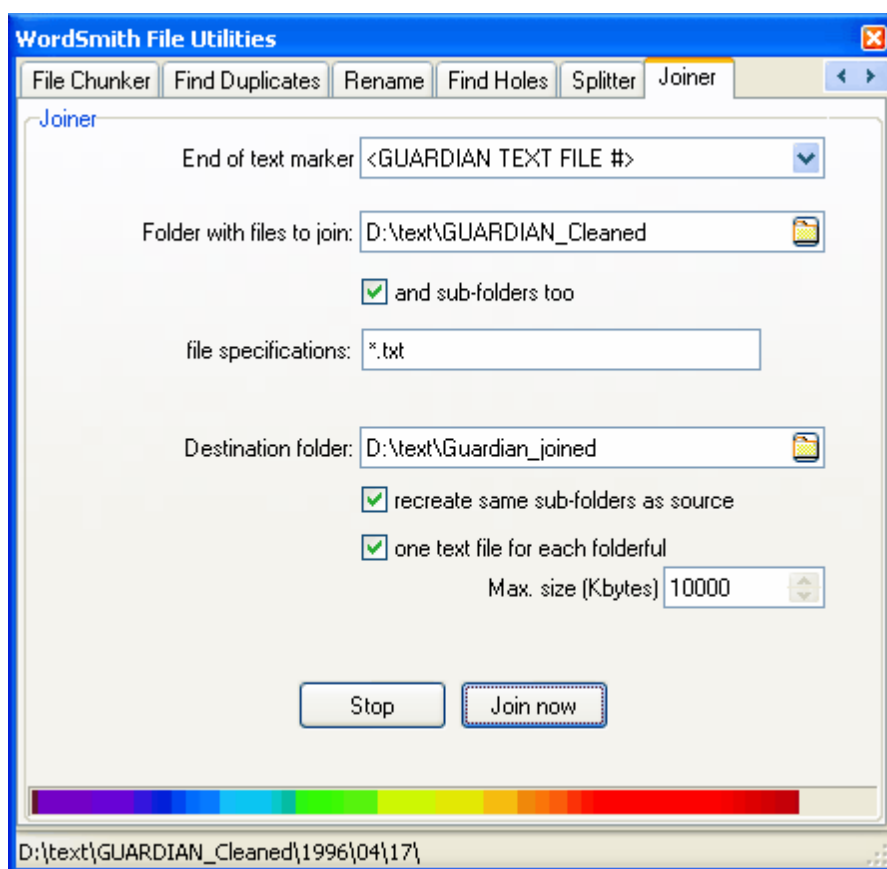 WordSmith File Utilities
File Chunker Find Duplicates Rename Find Holes Splitter Joiner
Joiner
End of text marker <GUARDIAN TEXT FILE #>
Folder with files to join: D:\text\GUARDIAN_Cleaned
and sub-folders too
file specifications: *.txt
Destination folder: D:\text\Guardian_joined
recreate same sub-folders as source
one text file for each folderful
Max. size (Kbytes) 10000
Stop Join now
D:\text\GUARDIAN_Cleaned\1996\04\17\